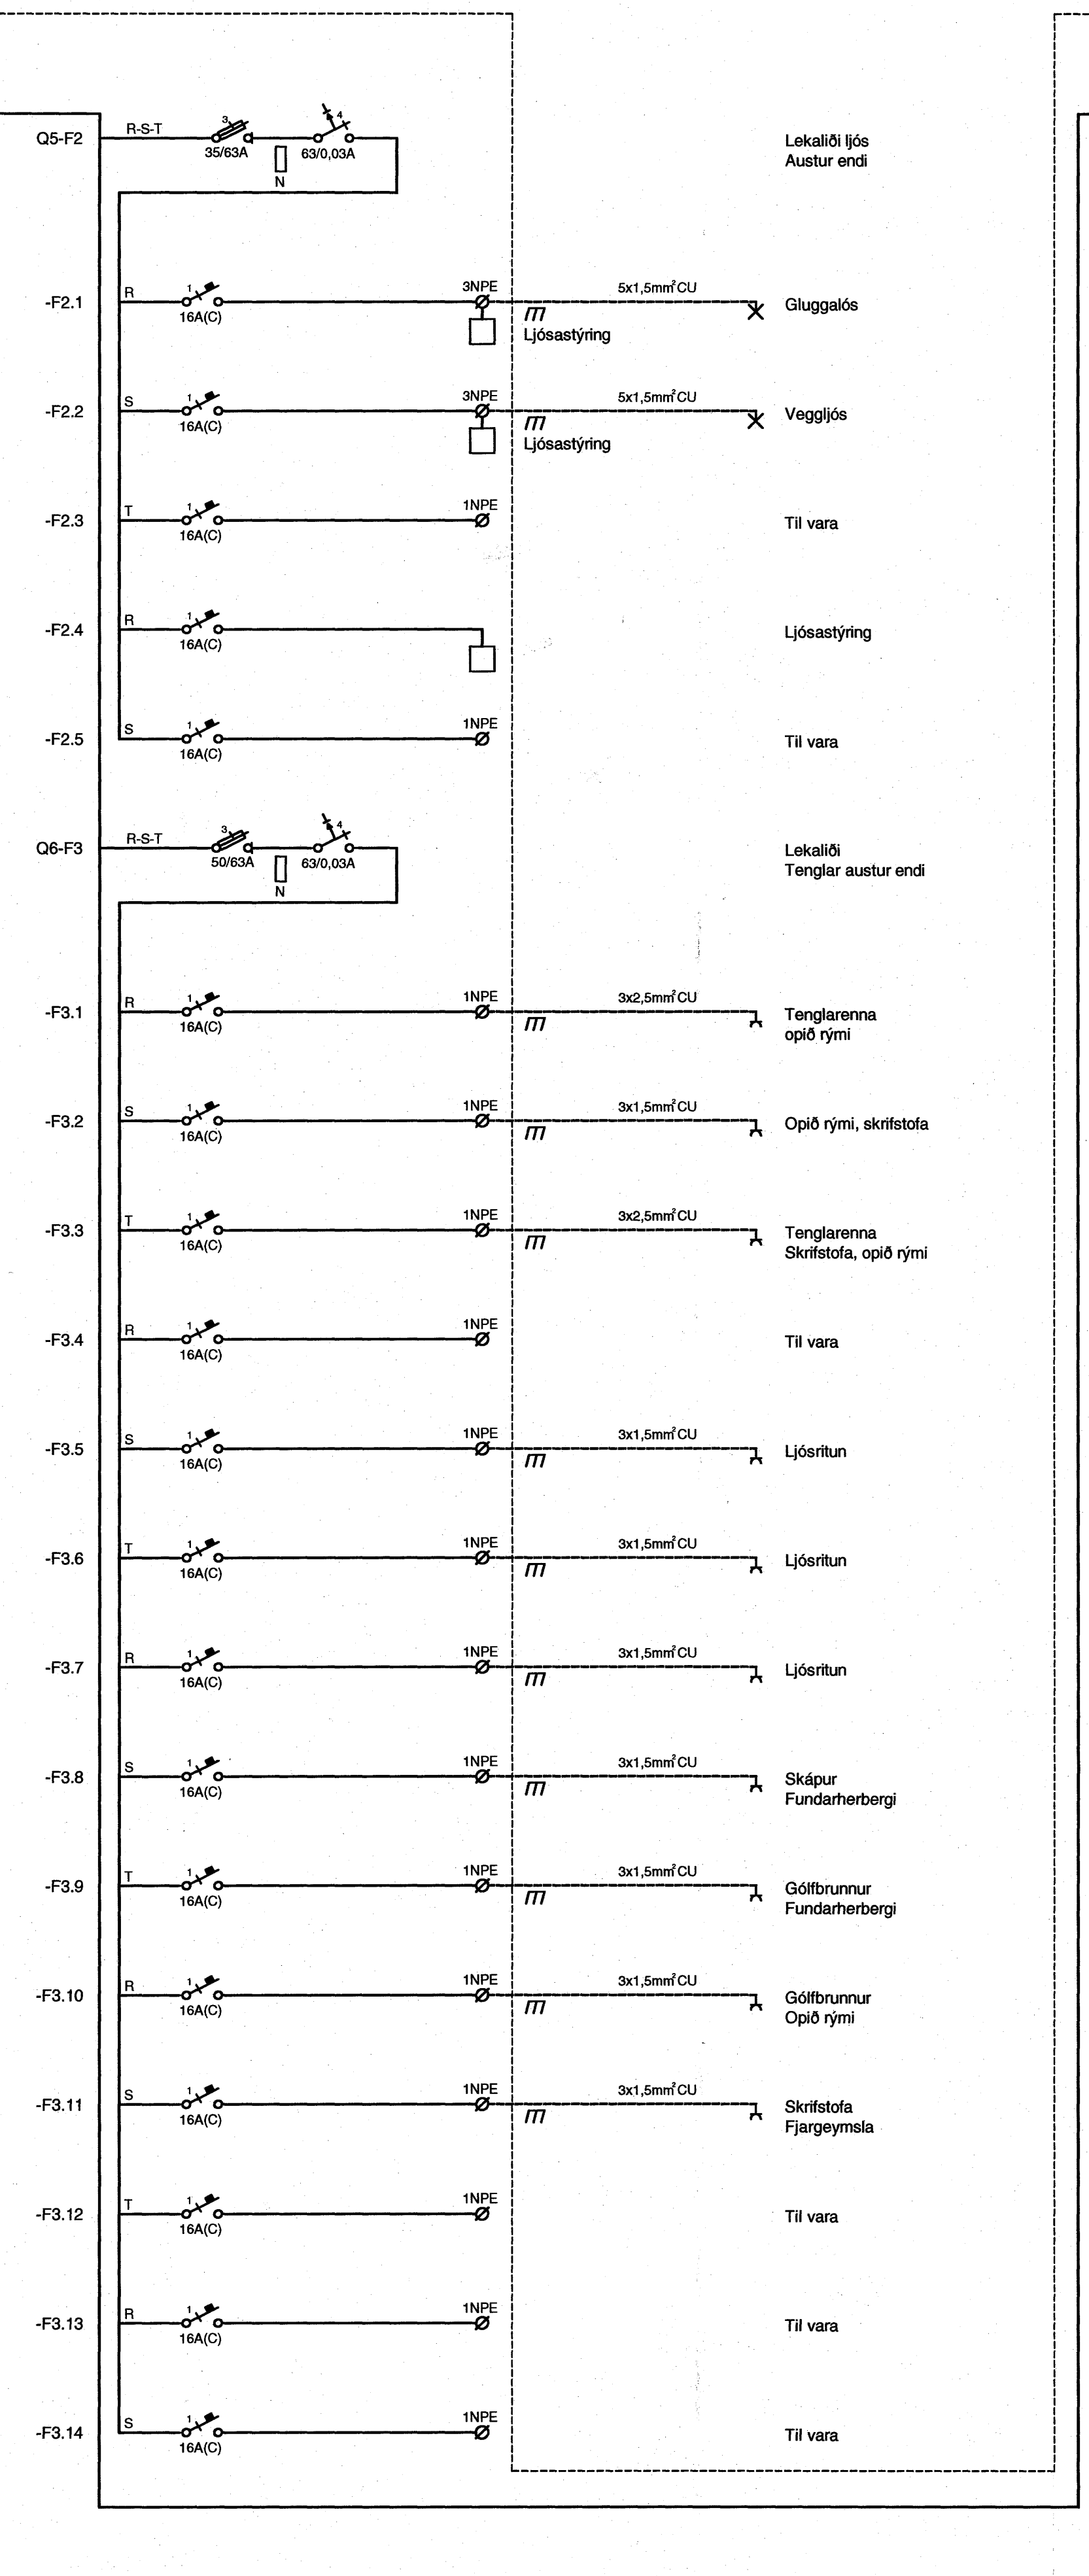 Q5-F2 R-S-T 3 35/63A N 4 63/0,03A Lekaliði ljós
Austur endi
-F2.1 R 1 16A(C) 3NPE 5x1,5mm² CU Gluggalós
Ljósastýring
-F2.2 S 1 16A(C) 3NPE 5x1,5mm² CU Veggljós
Ljósastýring
-F2.3 T 1 16A(C) 1NPE Til vara
-F2.4 R 1 16A(C) Ljósastýring
-F2.5 S 1 16A(C) 1NPE Til vara
Q6-F3 R-S-T 3 50/63A N 4 63/0,03A Lekaliði
Tenglar austur endi
-F3.1 R 1 16A(C) 1NPE 3x2,5mm² CU Tenglarenna
opið rými
-F3.2 S 1 16A(C) 1NPE 3x1,5mm² CU Opið rými, skrifstofa
-F3.3 T 1 16A(C) 1NPE 3x2,5mm² CU Tenglarenna
Skrifstofa, opið rými
-F3.4 R 1 16A(C) 1NPE Til vara
-F3.5 S 1 16A(C) 1NPE 3x1,5mm² CU Ljósritun
-F3.6 T 1 16A(C) 1NPE 3x1,5mm² CU Ljósritun
-F3.7 R 1 16A(C) 1NPE 3x1,5mm² CU Ljósritun
-F3.8 S 1 16A(C) 1NPE 3x1,5mm² CU Skápur
Fundarherbergi
-F3.9 T 1 16A(C) 1NPE 3x1,5mm² CU Gólfbrunnur
Fundarherbergi
-F3.10 R 1 16A(C) 1NPE 3x1,5mm² CU Gólfbrunnur
Opið rými
-F3.11 S 1 16A(C) 1NPE 3x1,5mm² CU Skrifstofa
Fjargeymsla
-F3.12 T 1 16A(C) 1NPE Til vara
-F3.13 R 1 16A(C) 1NPE Til vara
-F3.14 S 1 16A(C) 1NPE Til vara